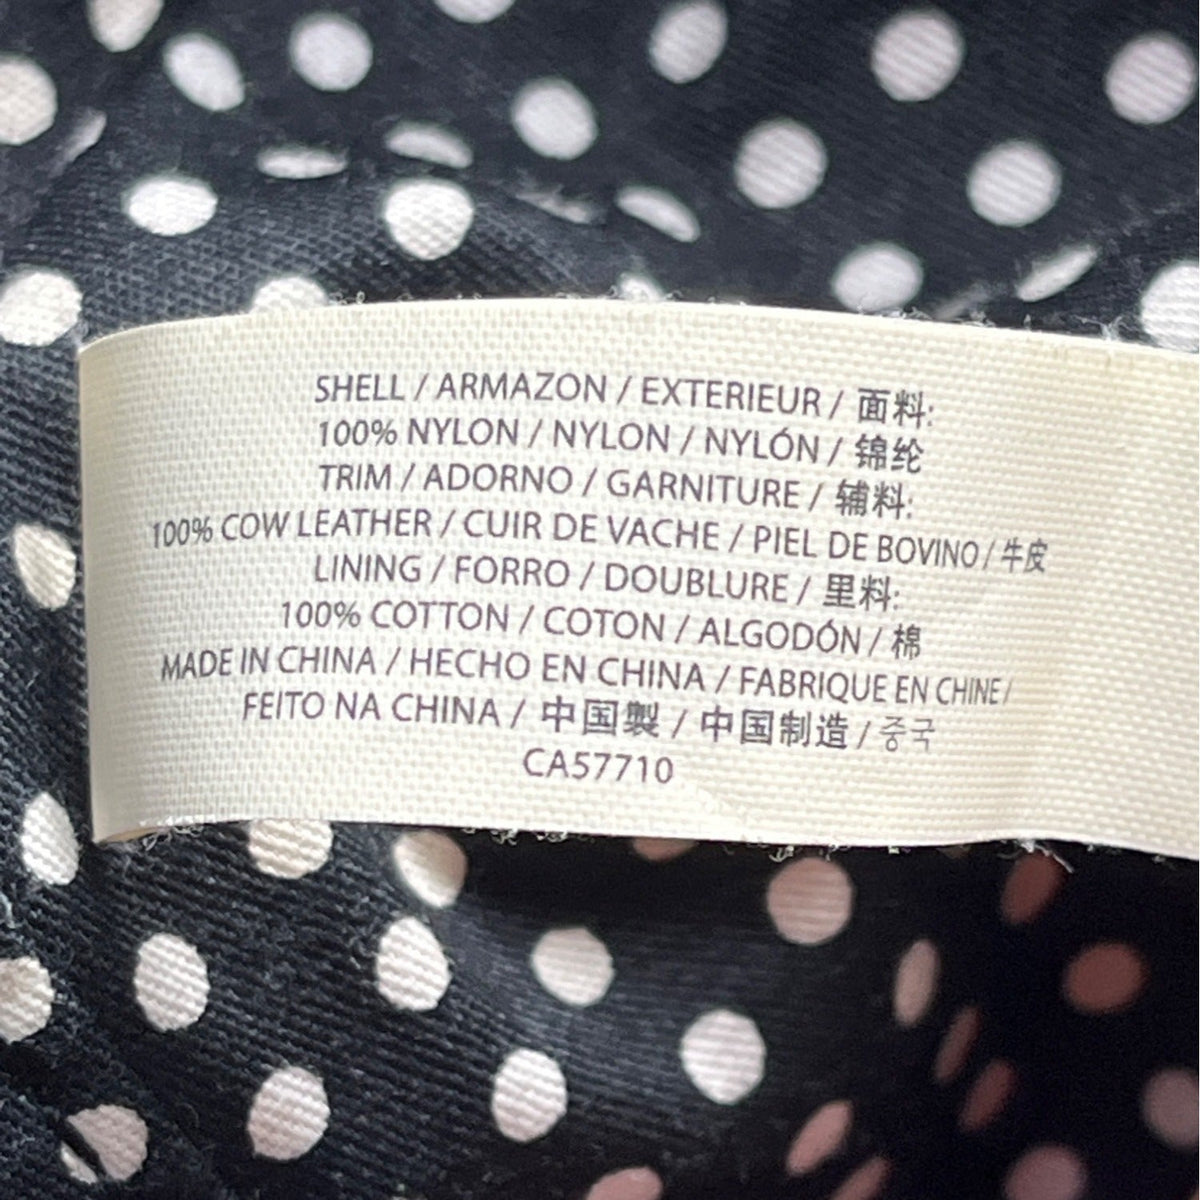 SHELL / ARMAZON / EXTERIEUR / 面料:
100% NYLON / NYLON / NYLÓN / 锦纶
TRIM / ADORNO / GARNITURE / 辅料:
100% COW LEATHER / CUIR DE VACHE / PIEL DE BOVINO / 牛皮
LINING / FORRO / DOUBLURE / 里料:
100% COTTON / COTON / ALGODÓN / 棉
MADE IN CHINA / HECHO EN CHINA / FABRIQUE EN CHINE /
FEITO NA CHINA / 中国製 / 中国制造 / 중국
CA57710